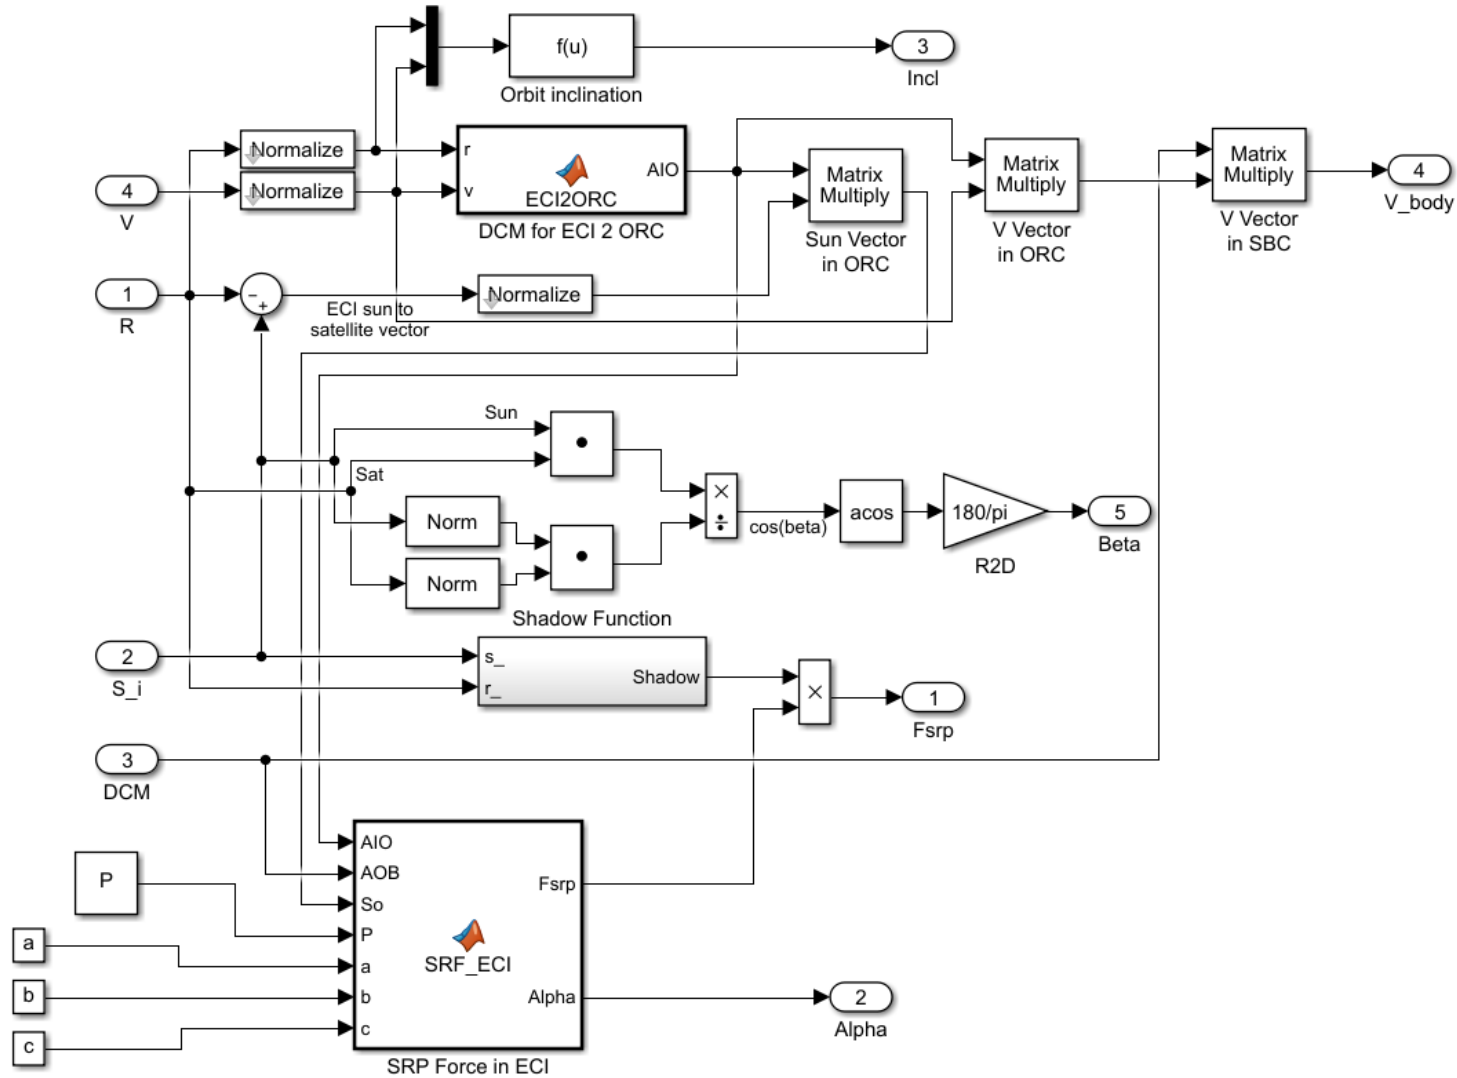 f(u)
3
Orbit inclination
Incl
Normalize
r
AIO
v
ECI2ORC
DCM for ECI 2 ORC
4
V
Normalize
Matrix
Multiply
Sun Vector
in ORC
Matrix
Multiply
V Vector
in ORC
Matrix
Multiply
V Vector
in SBC
4
V_body
1
R
−
+
ECI sun to
satellite vector
Normalize
Sun
Sat
Norm
Norm
×
÷
cos(beta)
acos
180/pi
R2D
5
Beta
Shadow Function
2
S_i
s_
r_
Shadow
×
1
Fsrp
3
DCM
P
a
b
c
AIO
AOB
So
P
a
b
c
SRF_ECI
Fsrp
Alpha
SRP Force in ECI
2
Alpha